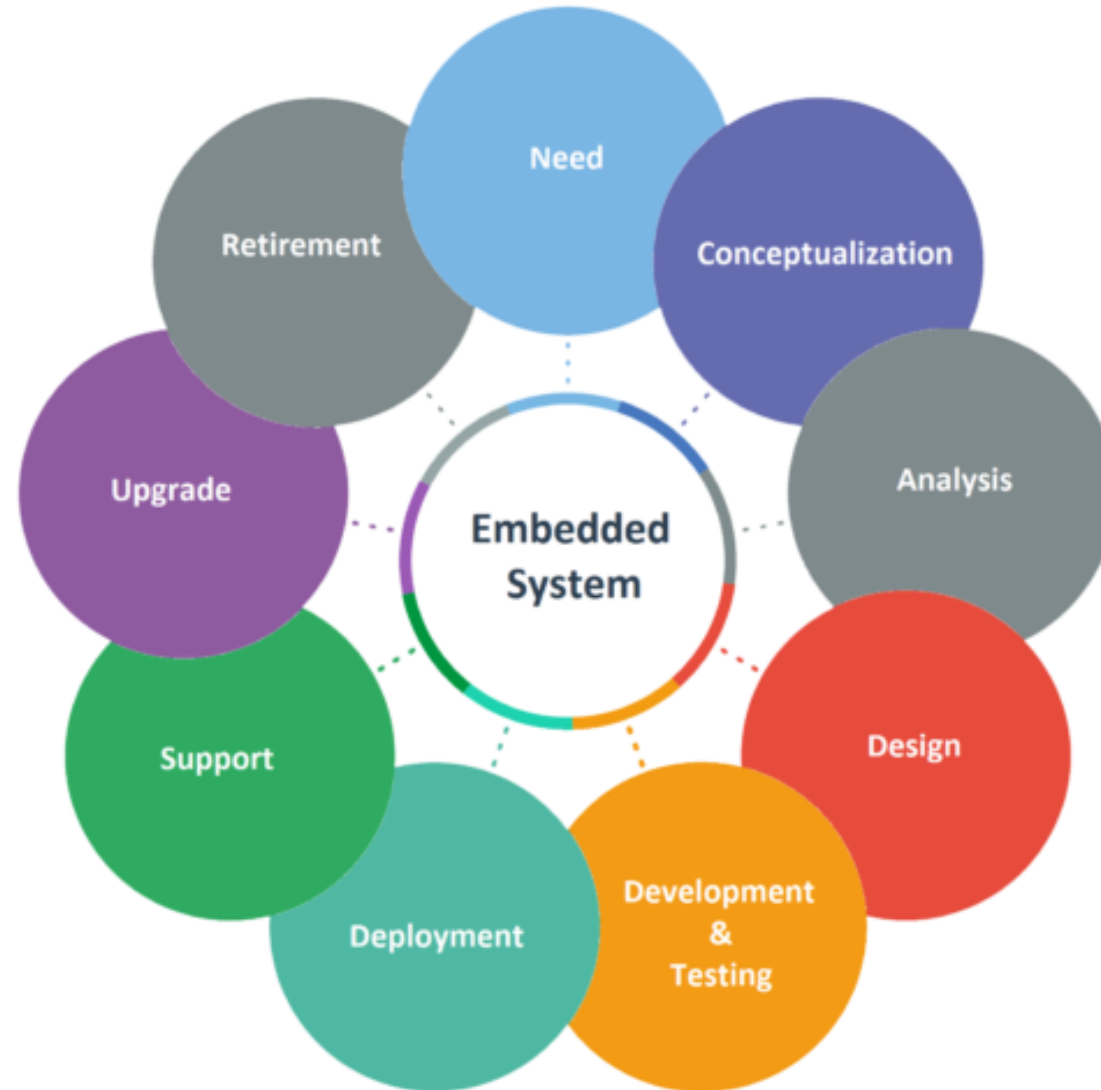 Need
Conceptualization
Analysis
Design
Development
&
Testing
Deployment
Support
Upgrade
Retirement
Embedded
System